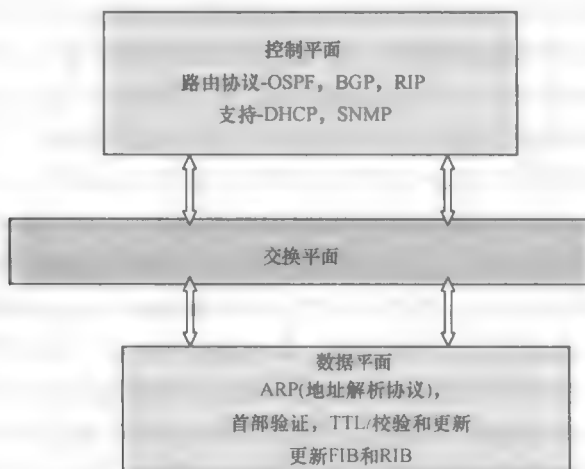 控制平面
路由协议-OSPF，BGP，RIP
支持-DHCP，SNMP
交换平面
数据平面
ARP(地址解析协议)，
首部验证，TTL/校验和更新
更新FIB和RIB